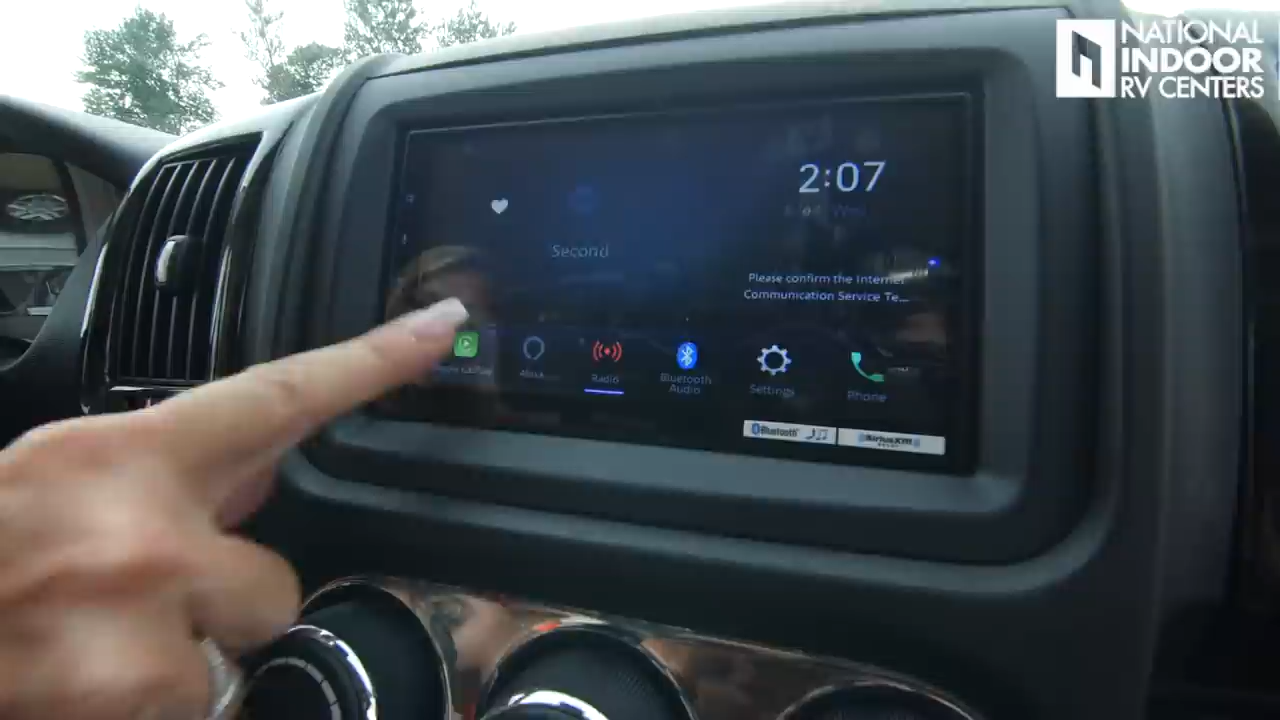 NATIONAL
INDOOR
RV CENTERS
2:07
Second
Please confirm the Internet
Communication Service Te...
Radio
Bluetooth
Audio
Settings
Phone
Bluetooth
SiriusXM